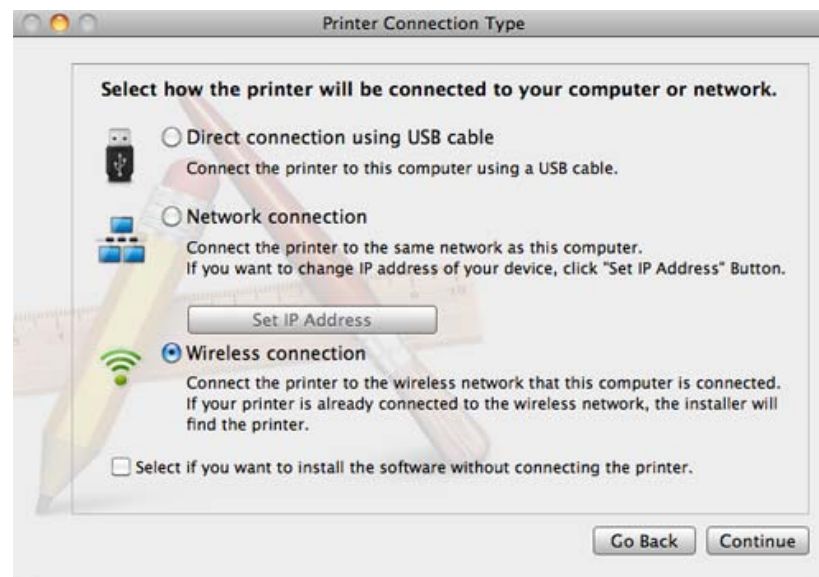 Printer Connection Type
Select how the printer will be connected to your computer or network.
Direct connection using USB cable
Connect the printer to this computer using a USB cable.
Network connection
Connect the printer to the same network as this computer.
If you want to change IP address of your device, click "Set IP Address" Button.
Set IP Address
Wireless connection
Connect the printer to the wireless network that this computer is connected.
If your printer is already connected to the wireless network, the installer will
find the printer.
Select if you want to install the software without connecting the printer.
Go Back Continue